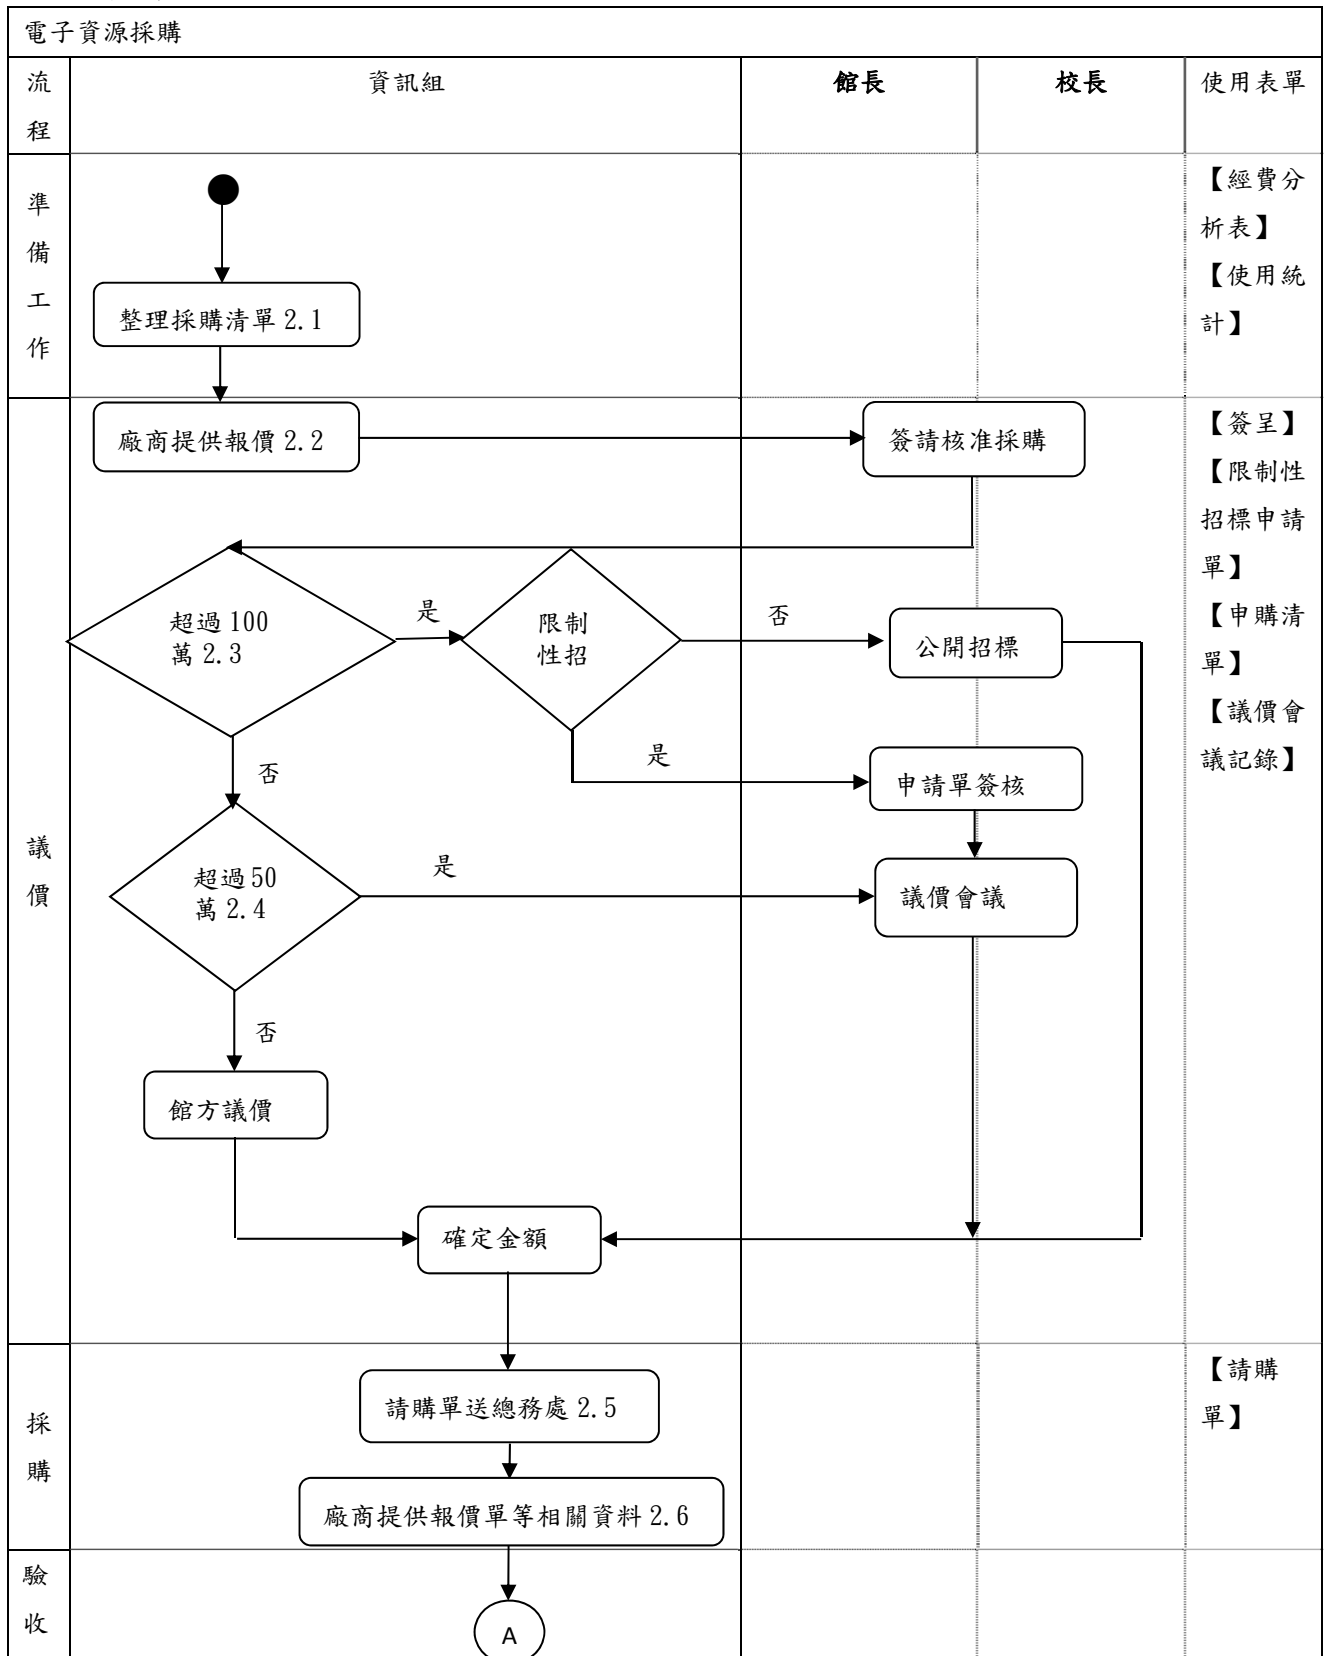 電子資源採購
流
程
資訊組
館長
校長
使用表單
準
備
工
作
整理採購清單 2.1
【經費分
析表】
【使用統
計】
議
價
廠商提供報價 2.2
簽請核准採購
超過 100
萬 2.3
是
限制
性招
否
公開招標
是
申請單簽核
否
超過 50
萬 2.4
是
議價會議
否
館方議價
確定金額
【簽呈】
【限制性
招標申請
單】
【申購清
單】
【議價會
議記錄】
採
購
請購單送總務處 2.5
廠商提供報價單等相關資料 2.6
【請購
單】
驗
收
A